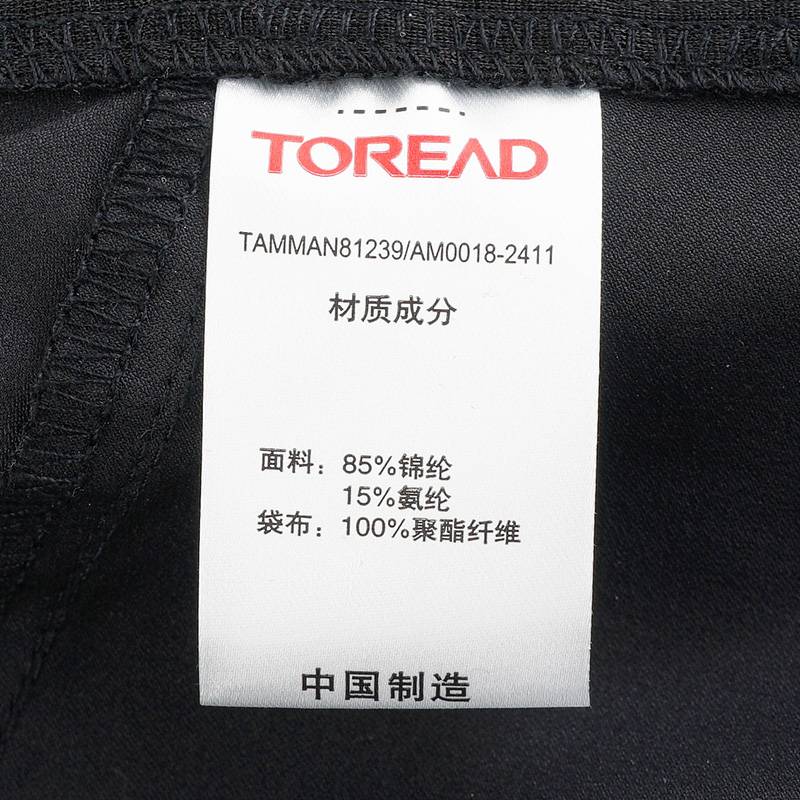 TOREAD
TAMMAN81239/AM0018-2411
材质成分
面料：85%锦纶
15%氨纶
袋布：100%聚酯纤维
中国制造